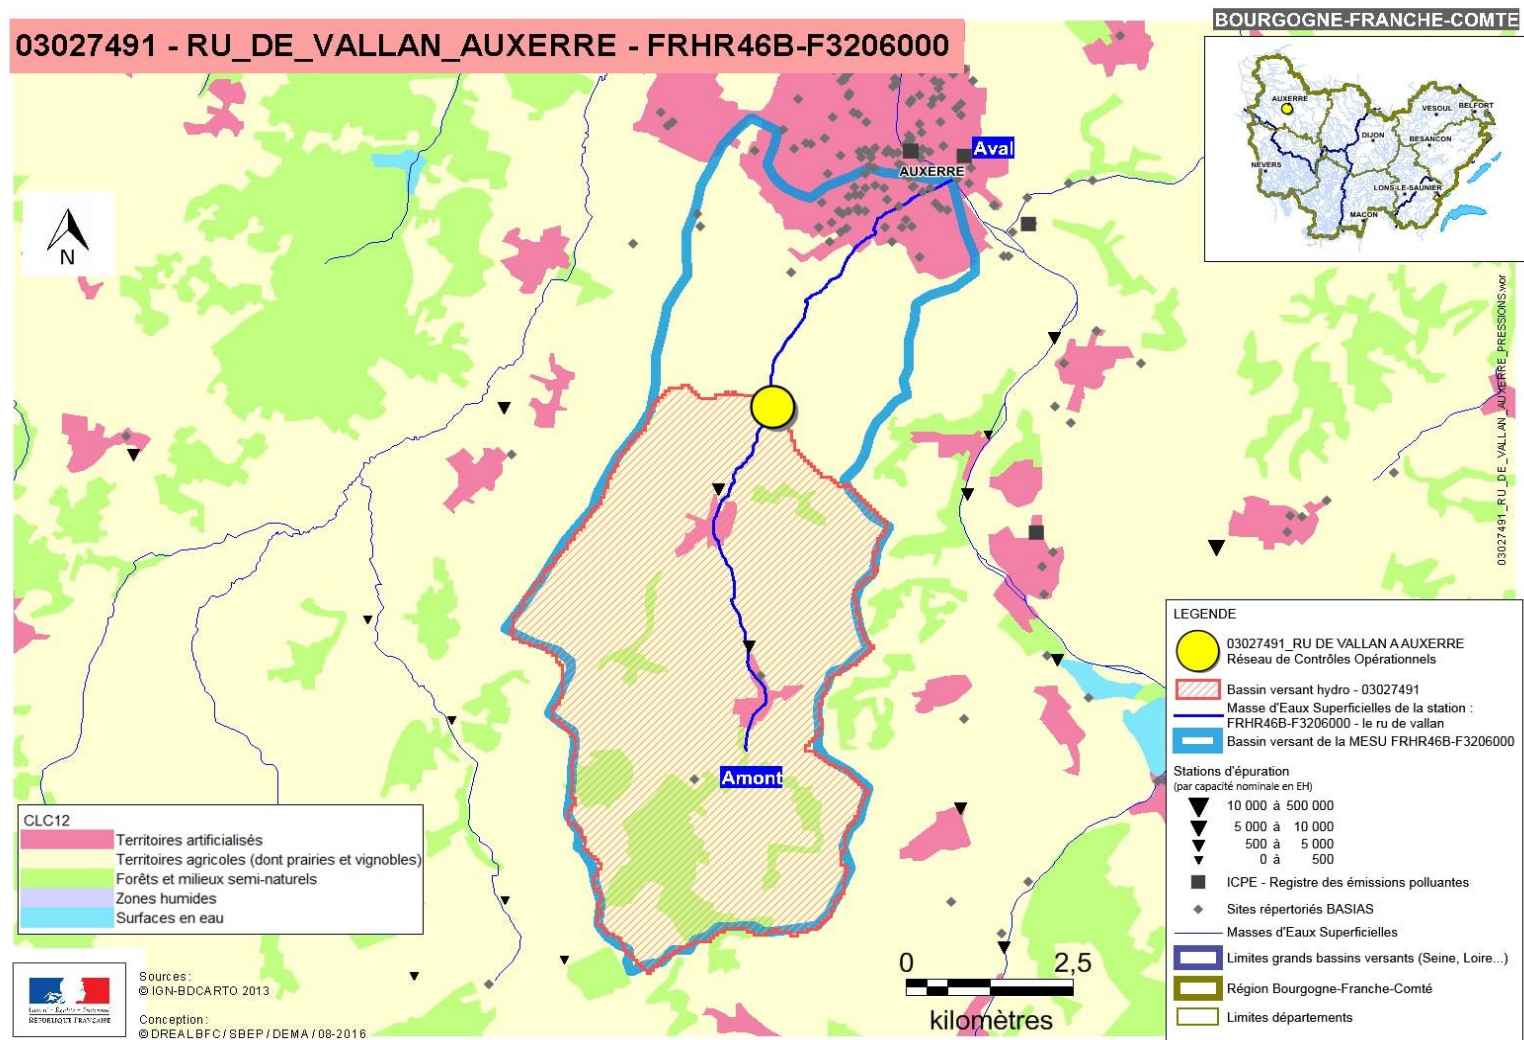 03027491 - RU_DE_VALLAN_AUXERRE - FRHR46B-F3206000
BOURGOGNE-FRANCHE-COMTE
AUXERRE
VESOUL
BELFORT
DIJON
BESANCON
NEVERS
LONS-LE-SAUNIER
MACON
Aval
AUXERRE
N
03027491_RU_DE_VALLAN_AUXERRE_PRESSIONS.wor
Amont
LEGENDE
03027491_RU DE VALLAN A AUXERRE
Réseau de Contrôles Opérationnels
Bassin versant hydro - 03027491
Masse d'Eaux Superficielles de la station :
FRHR46B-F3206000 - le ru de vallan
Bassin versant de la MESU FRHR46B-F3206000
Stations d'épuration
(par capacité nominale en EH)
10 000 à 500 000
5 000 à 10 000
500 à 5 000
0 à 500
ICPE - Registre des émissions polluantes
Sites répertoriés BASIAS
Masses d'Eaux Superficielles
Limites grands bassins versants (Seine, Loire...)
Région Bourgogne-Franche-Comté
Limites départements
CLC12
Territoires artificialisés
Territoires agricoles (dont prairies et vignobles)
Forêts et milieux semi-naturels
Zones humides
Surfaces en eau
Liberté • Égalité • Fraternité
RÉPUBLIQUE FRANÇAISE
Sources :
© IGN-BDCARTO 2013
Conception :
© DREAL BFC / SBEP / DEMA / 08-2016
0 2,5
kilomètres